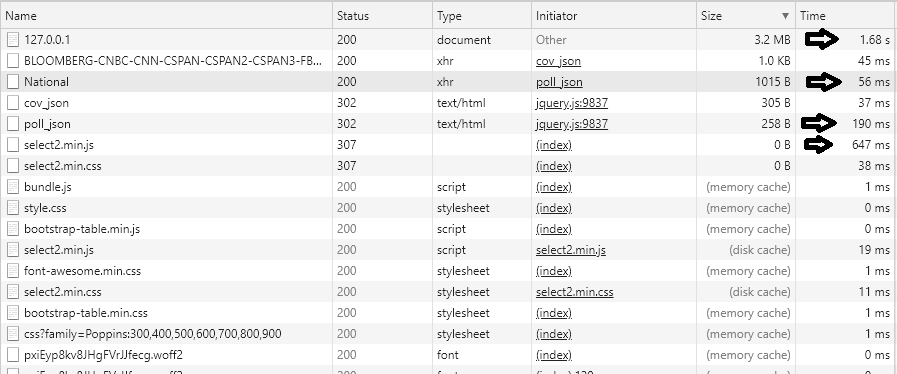 Name Status Type Initiator Size ▼ Time
127.0.0.1 200 document Other 3.2 MB 1.68 s
BLOOMBERG-CNBC-CNN-CSPAN-CSPAN2-CSPAN3-FB... 200 xhr cov_json 1.0 KB 45 ms
National 200 xhr poll_json 1015 B 56 ms
cov_json 302 text/html jquery.js:9837 305 B 37 ms
poll_json 302 text/html jquery.js:9837 258 B 190 ms
select2.min.js 307 (index) 0 B 647 ms
select2.min.css 307 (index) 0 B 38 ms
bundle.js 200 script (index) (memory cache) 1 ms
style.css 200 stylesheet (index) (memory cache) 0 ms
bootstrap-table.min.js 200 script (index) (memory cache) 0 ms
select2.min.js 200 script select2.min.js (disk cache) 19 ms
font-awesome.min.css 200 stylesheet (index) (memory cache) 1 ms
select2.min.css 200 stylesheet select2.min.css (disk cache) 11 ms
bootstrap-table.min.css 200 stylesheet (index) (memory cache) 1 ms
css?family=Poppins:300,400,500,600,700,800,900 200 stylesheet (index) (memory cache) 1 ms
pxiEyp8kv8JHgFVrJJfecg.woff2 200 font (index) (memory cache) 0 ms